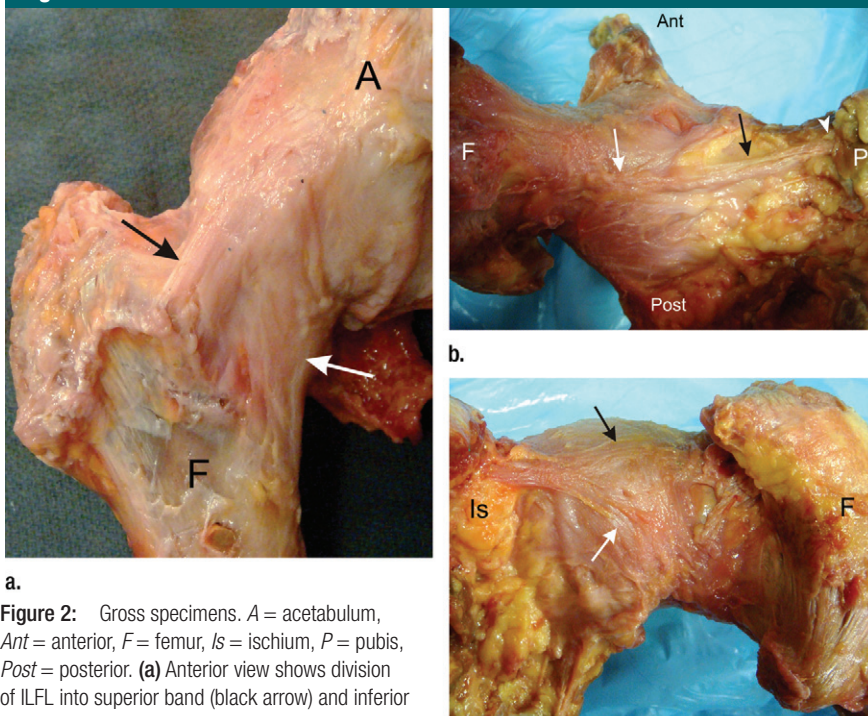 A
F
a.
Ant
F
P
Post
b.
Is
F
Figure 2: Gross specimens. A = acetabulum,
Ant = anterior, F = femur, Is = ischium, P = pubis,
Post = posterior. (a) Anterior view shows division
of ILFL into superior band (black arrow) and inferior